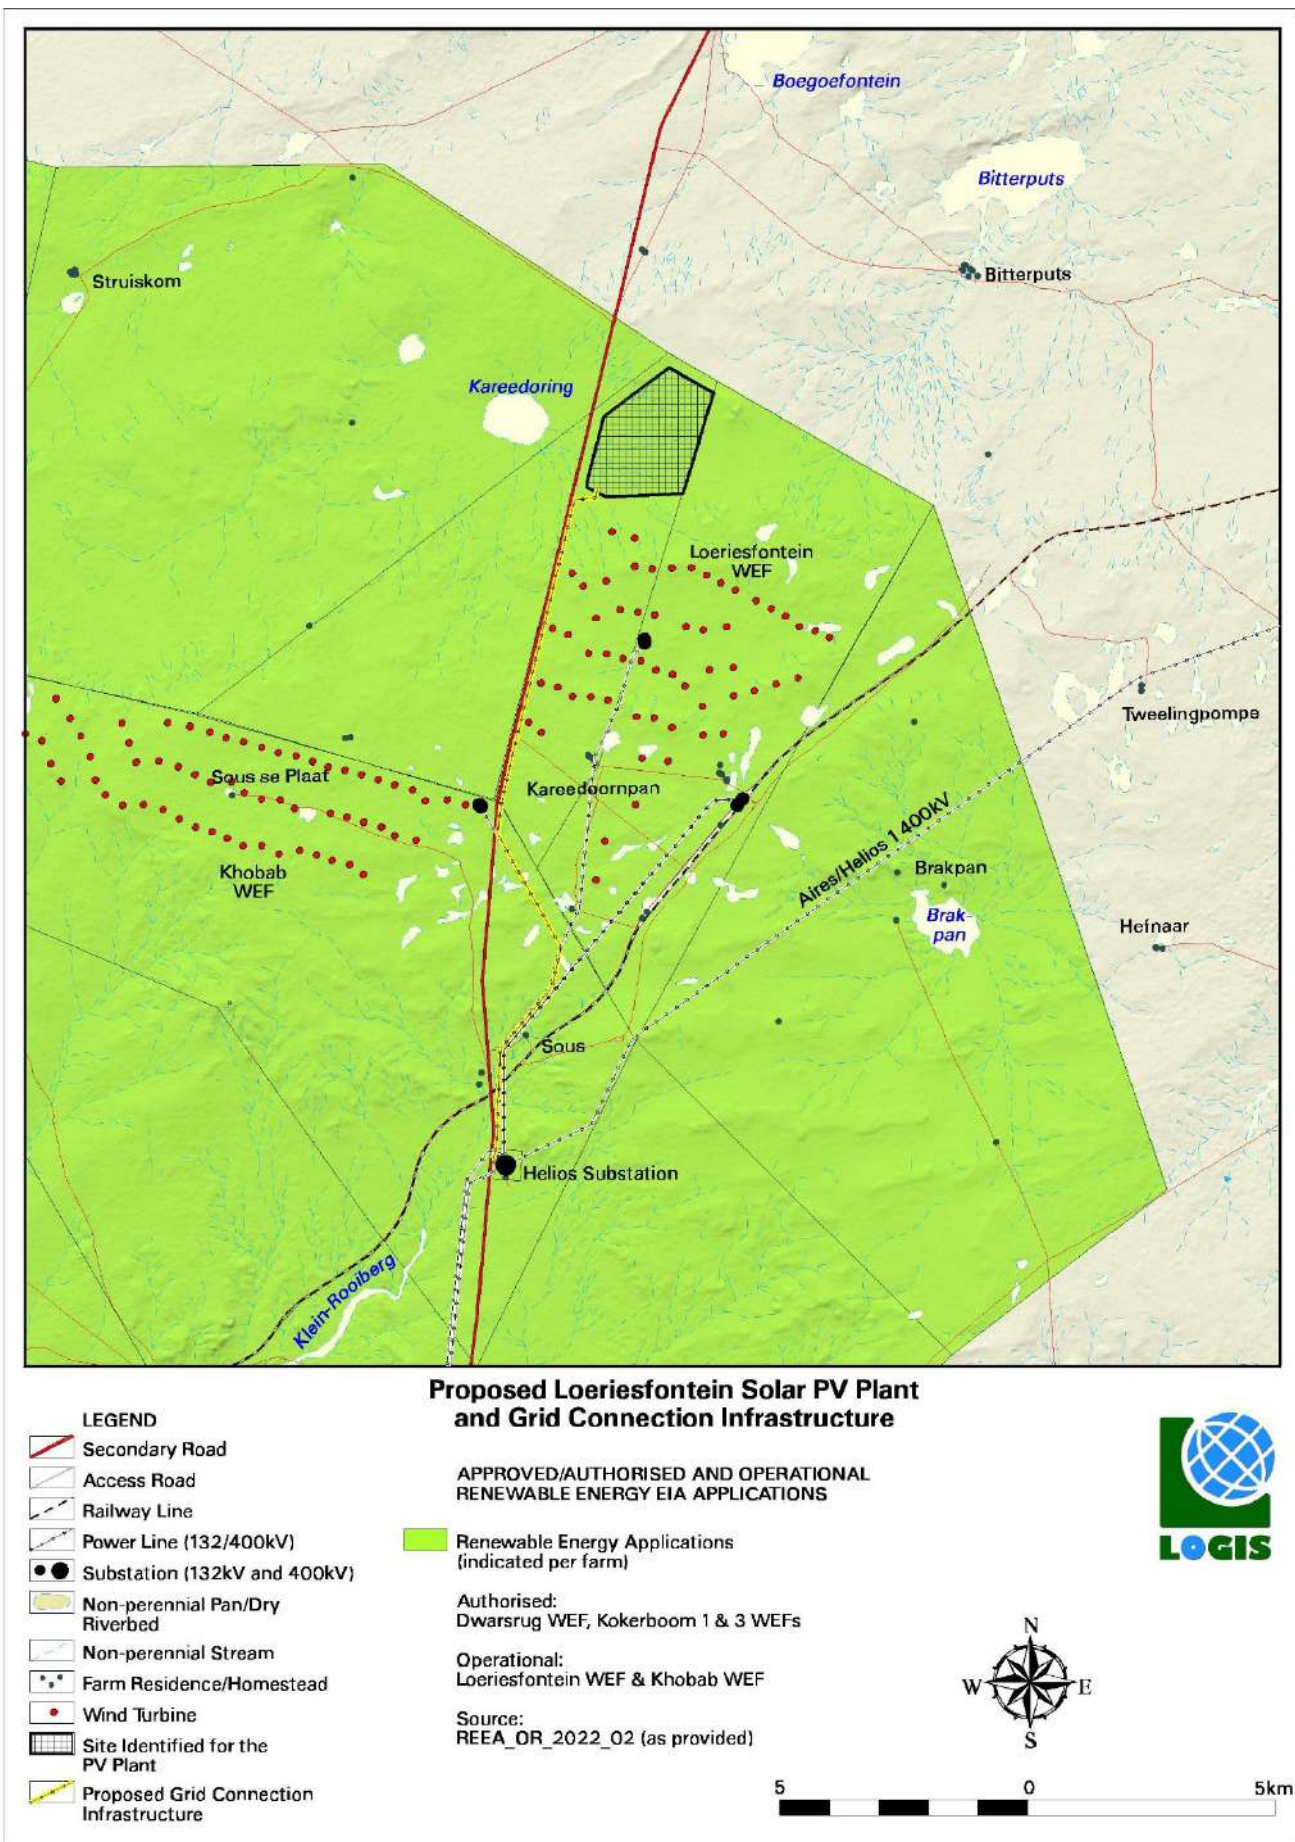 Boegoefontein
Bitterputs
Bitterputs
Struiskom
Kareedoring
Loeriesfontein
WEF
Tweelingpompe
Sous se Plaat
Kareedoornpan
Khobab
WEF
Aires/Helios 1 400kV
Brakpan
Brak-
pan
Hefnaar
Sous
Helios Substation
Klein-Rooiberg
Proposed Loeriesfontein Solar PV Plant
and Grid Connection Infrastructure
LEGEND
Secondary Road
Access Road
Railway Line
Power Line (132/400kV)
Substation (132kV and 400kV)
Non-perennial Pan/Dry
Riverbed
Non-perennial Stream
Farm Residence/Homestead
Wind Turbine
Site Identified for the
PV Plant
Proposed Grid Connection
Infrastructure
APPROVED/AUTHORISED AND OPERATIONAL
RENEWABLE ENERGY EIA APPLICATIONS
Renewable Energy Applications
(indicated per farm)
Authorised:
Dwarsrug WEF, Kokerboom 1 & 3 WEFs
Operational:
Loeriesfontein WEF & Khobab WEF
Source:
REEA_OR_2022_02 (as provided)
LOGIS
N
W E
S
5 0 5km